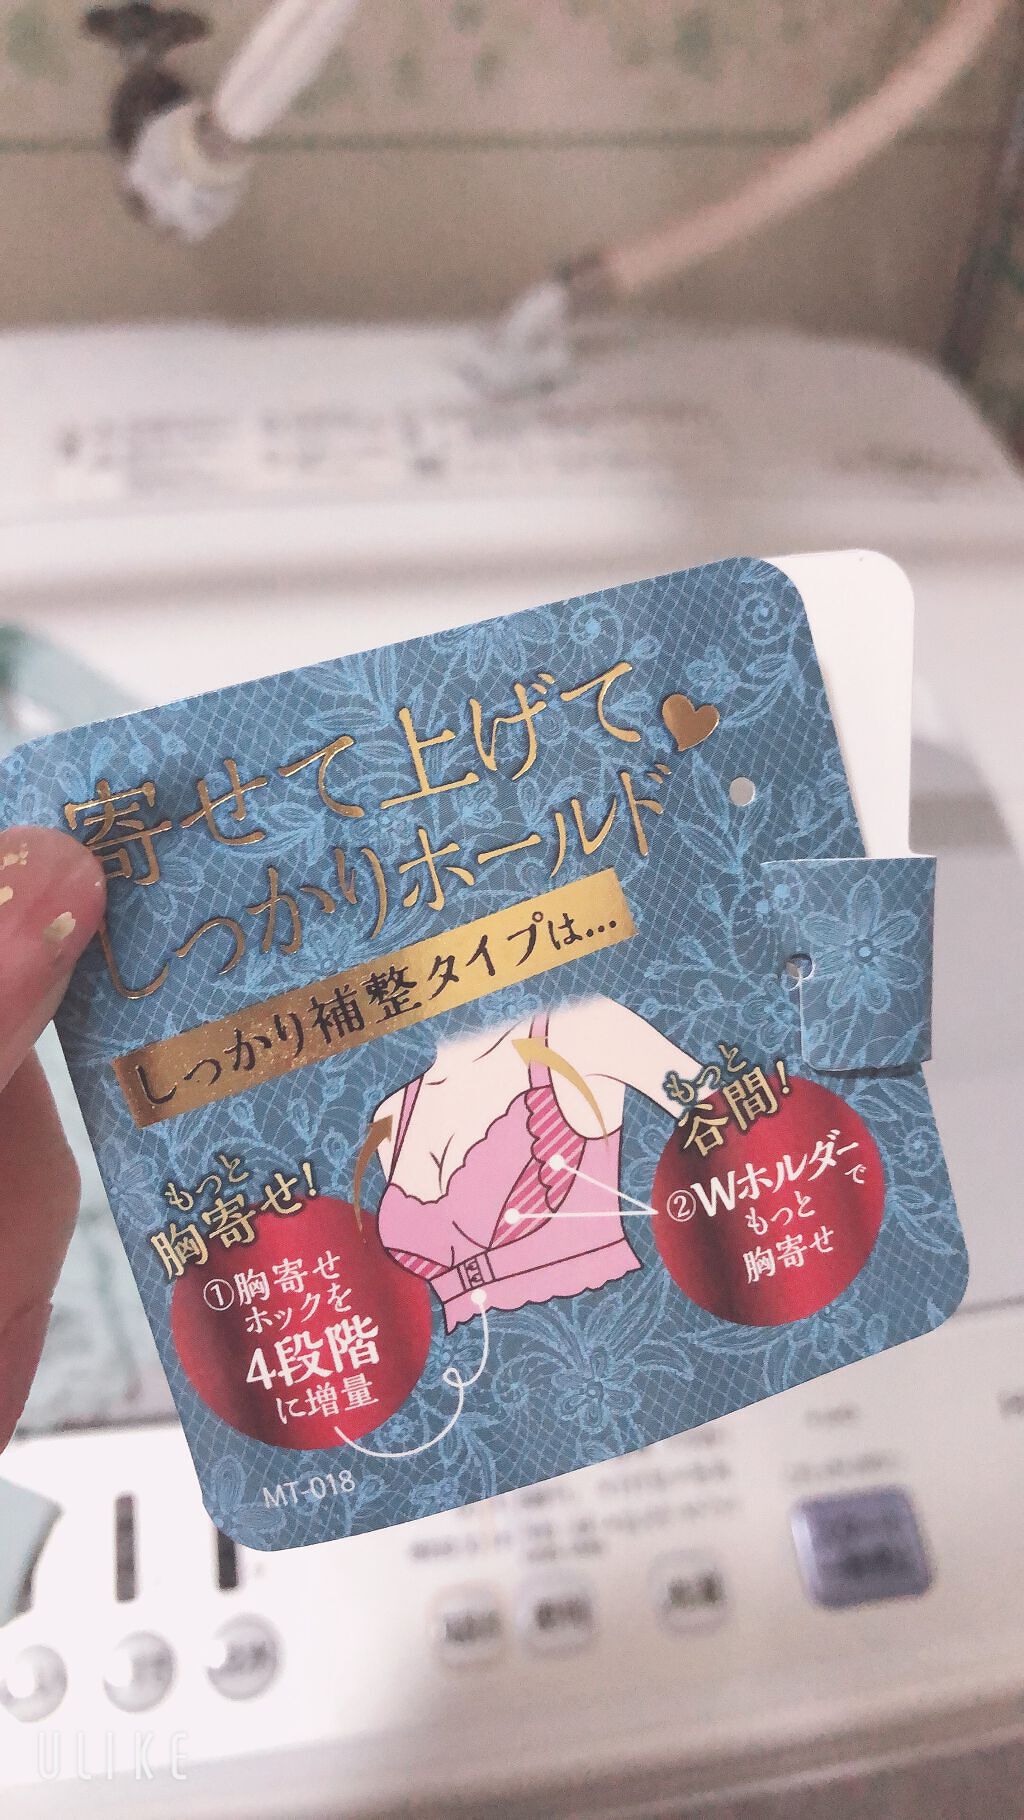 寄せて上げて
しっかりホールド
しっかり補整タイプは…
もっと
胸寄せ!
①胸寄せ
ホックを
4段階
に増量
もっと
谷間!
②Wホルダーで
もっと
胸寄せ
MT-018
ULIKE